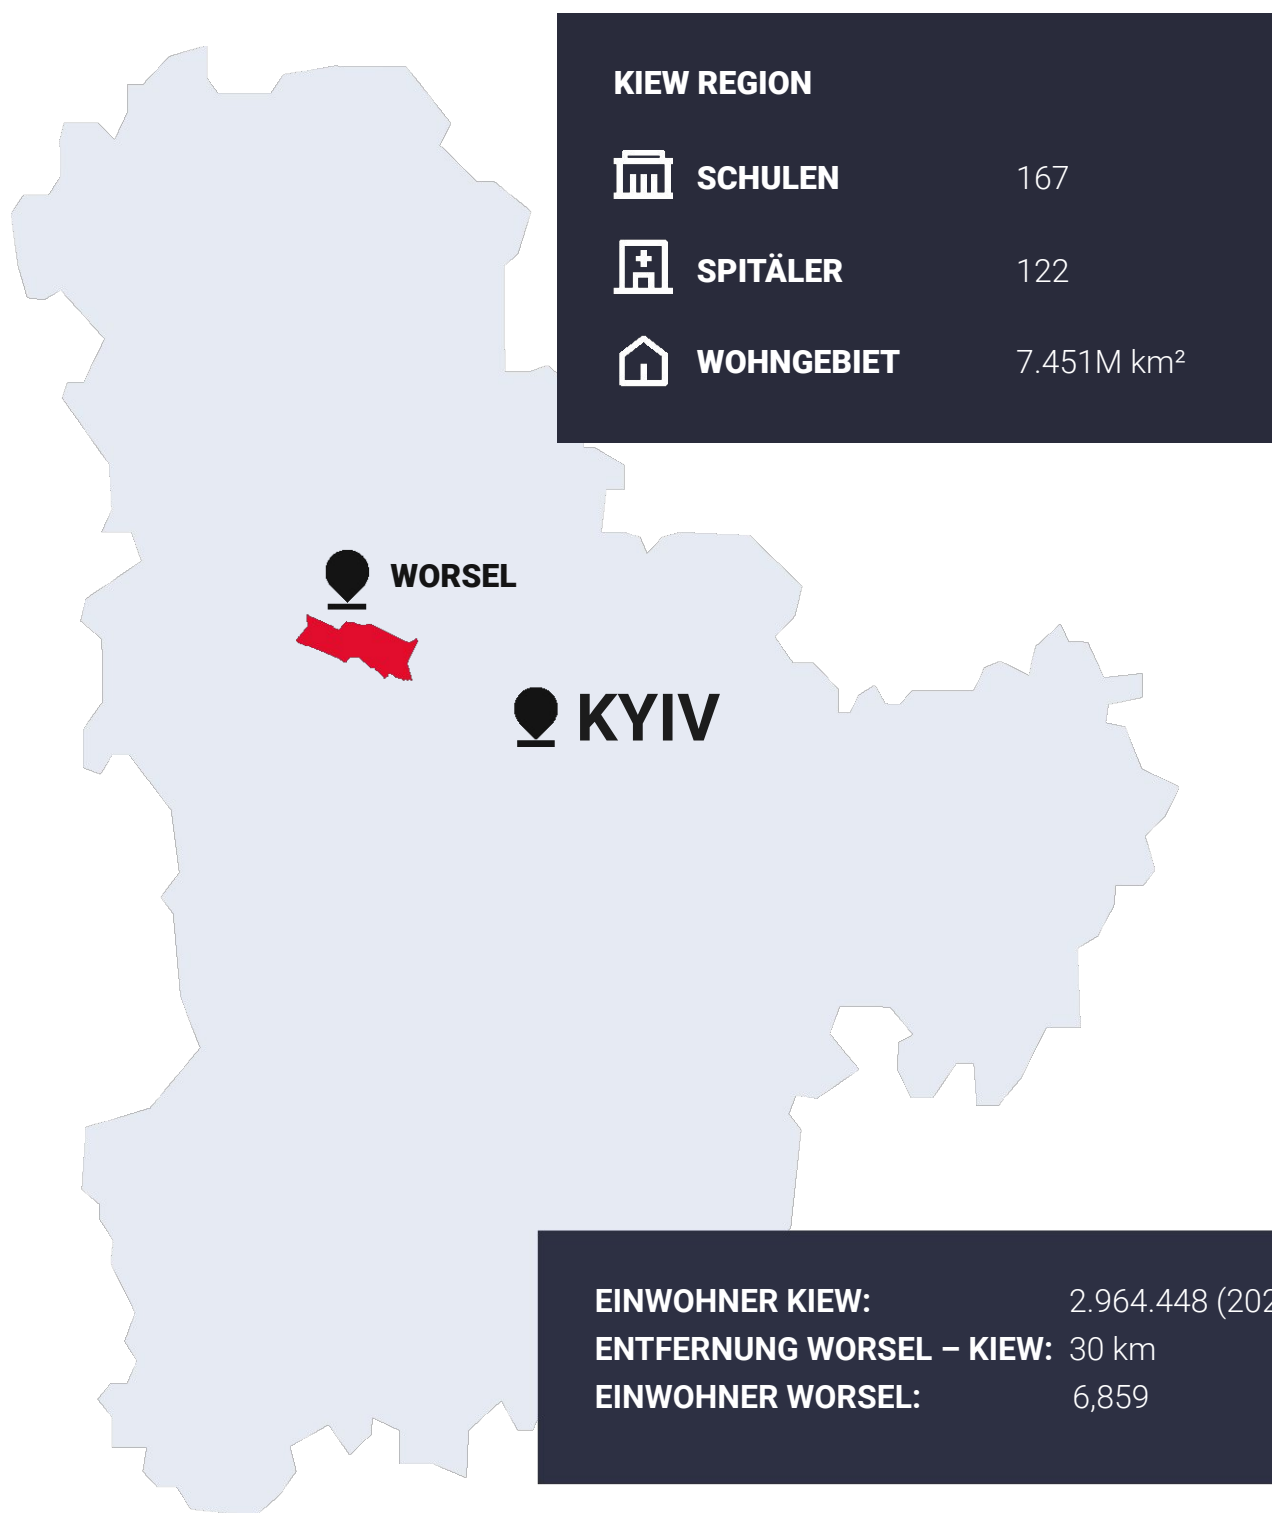 KIEW REGION
SCHULEN 167
SPITÄLER 122
WOHNGEBIET 7.451M km²
WORSEL
KYIV
EINWOHNER KIEW: 2.964.448 (202
ENTFERNUNG WORSEL – KIEW: 30 km
EINWOHNER WORSEL: 6,859